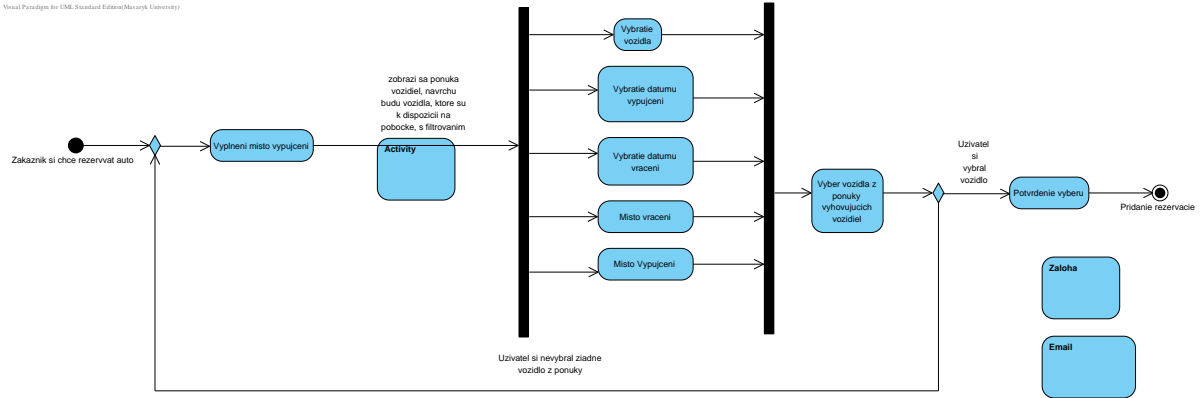 Visual Paradigm for UML Standard Edition(Masaryk University)
Zakaznik si chce rezervvat auto
Vyplneni misto vypujceni
zobrazi sa ponuka
vozidiel, navrchu
budu vozidla, ktore su
k dispozicii na
pobocke, s filtrovanim
Activity
Vybratie
vozidla
Vybratie datumu
vypujceni
Vybratie datumu
vraceni
Misto vraceni
Misto Vypujceni
Uzivatel si nevybral ziadne
vozidlo z ponuky
Vyber vozidla z
ponuky
vyhovujucich
vozidiel
Uzivatel
si
vybral
vozidlo
Potvrdenie vyberu
Pridanie rezervacie
Zaloha
Email